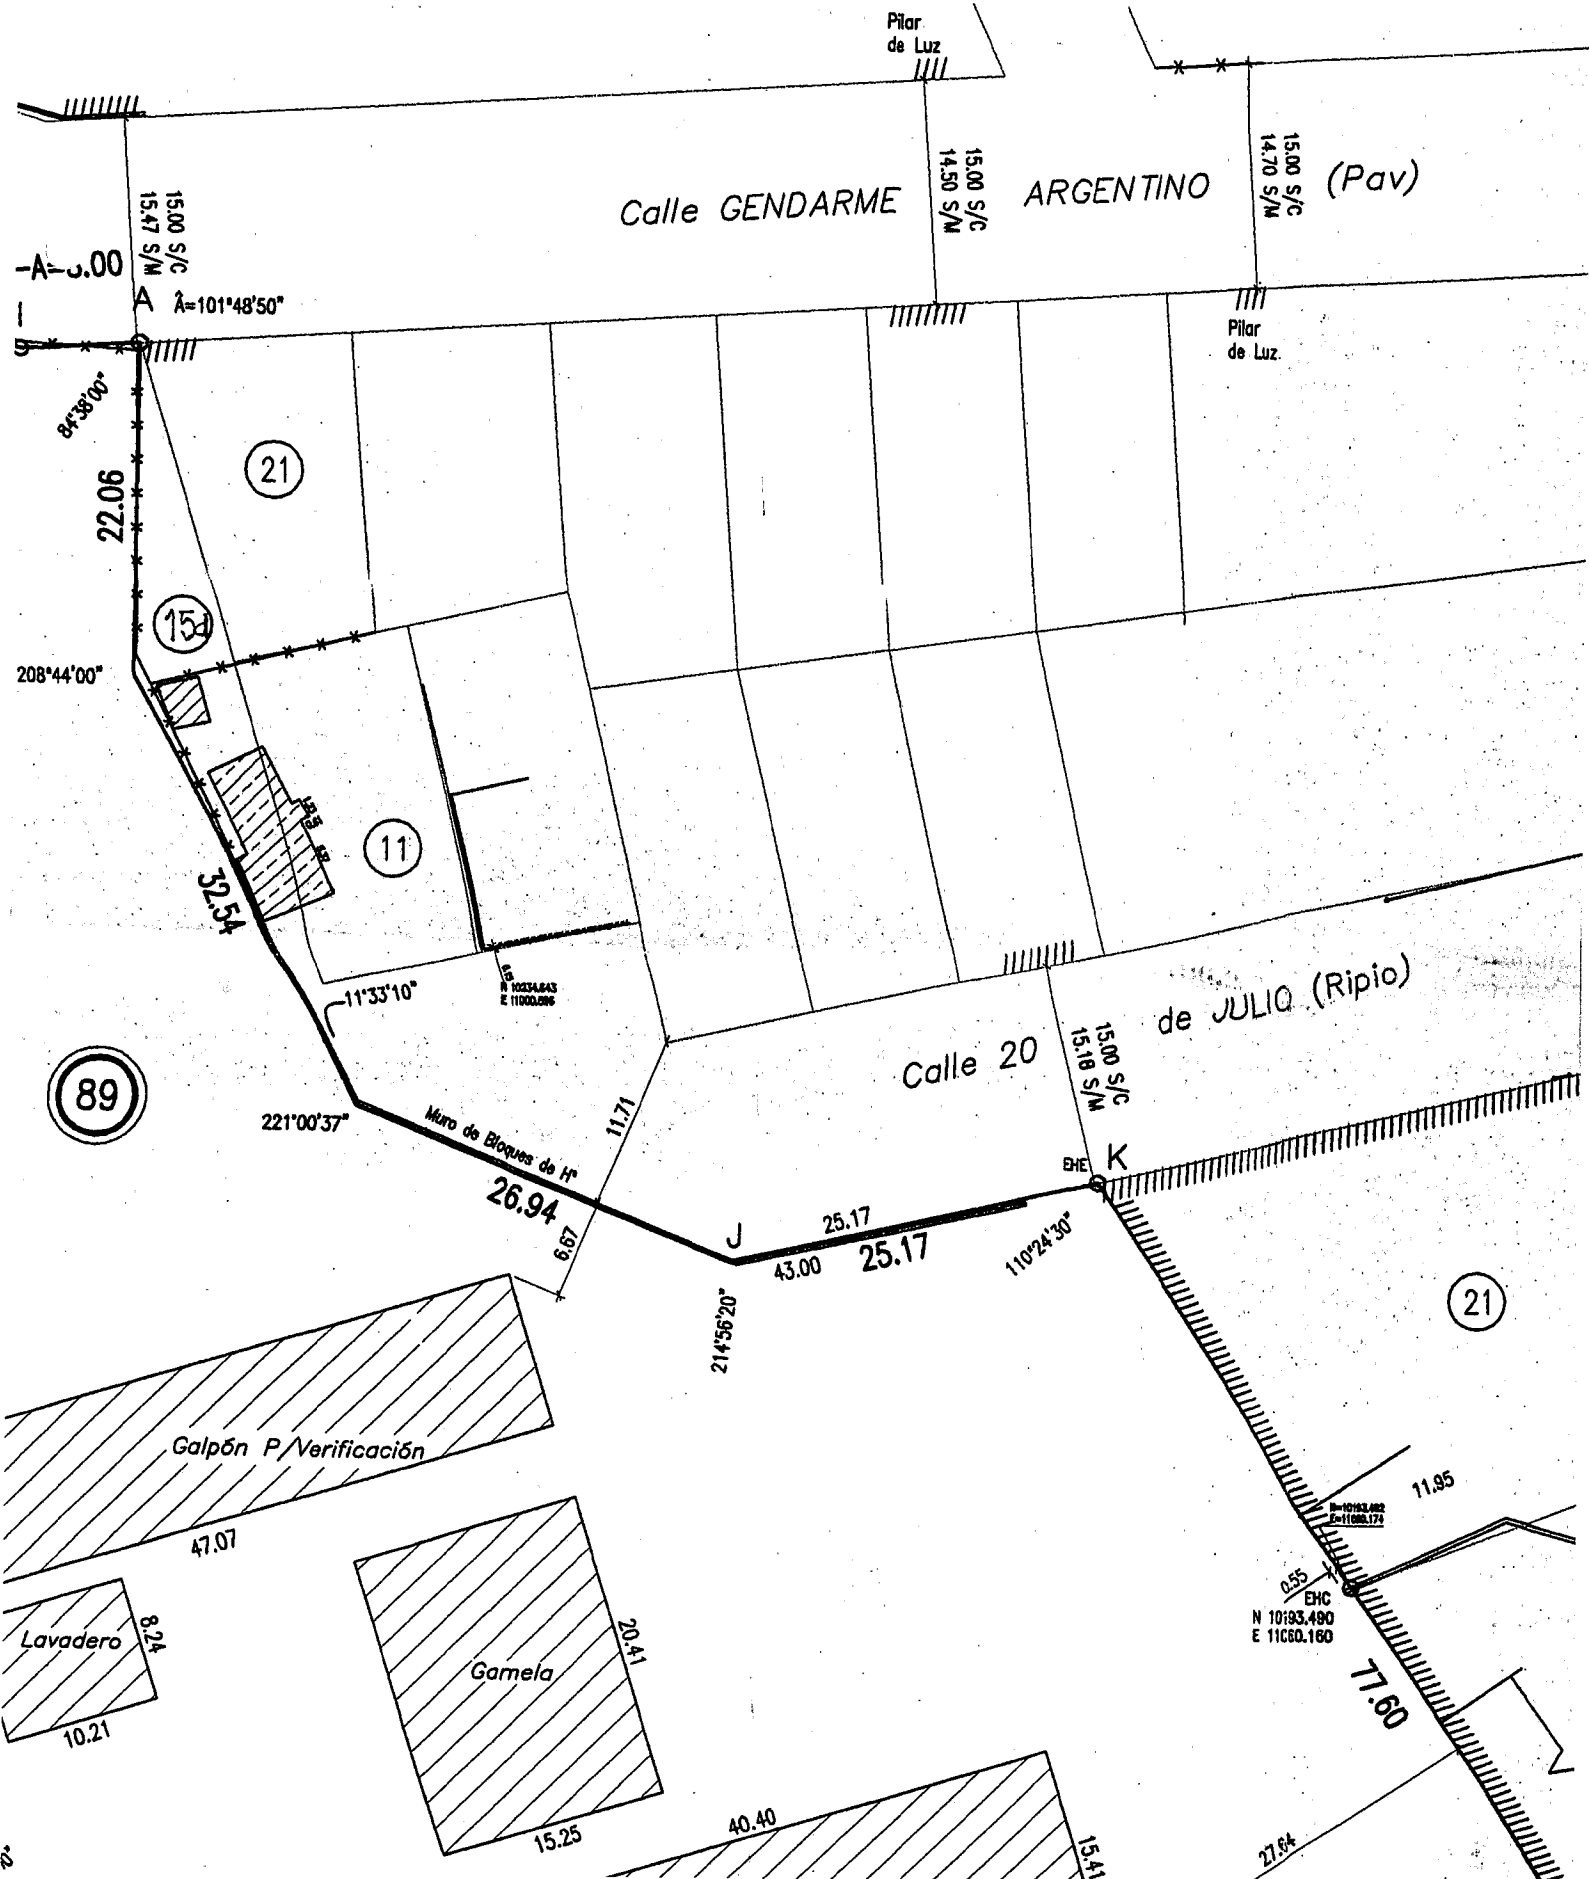 Pilar
de Luz
15.00 S/C
15.47 S/M
15.00 S/C
14.50 S/M
15.00 S/C
14.70 S/M
Calle GENDARME ARGENTINO (Pav)
A
Â=101°48'50"
Pilar
de Luz
84°38'00"
22.06
21
15d
208°44'00"
32.54
11
11°33'10"
89
221°00'37"
Muro de Bloques de Hº
26.94
11.71
6.67
Calle 20 de JULIO (Ripio)
15.00 S/C
15.18 S/M
EHE
K
J
25.17
43.00
25.17
110°24'30"
214°56'20"
21
Galpón P/Verificación
47.07
11.95
0.55
EHC
N 10193.490
E 11060.160
77.60
Lavadero
8.24
10.21
Gamela
20.41
15.25
40.40
15.41
27.64